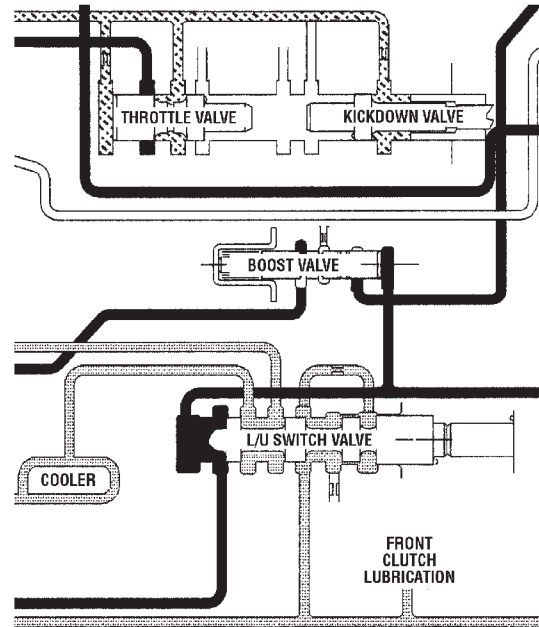 THROTTLE VALVE
KICKDOWN VALVE
BOOST VALVE
L/U SWITCH VALVE
COOLER
FRONT
CLUTCH
LUBRICATION